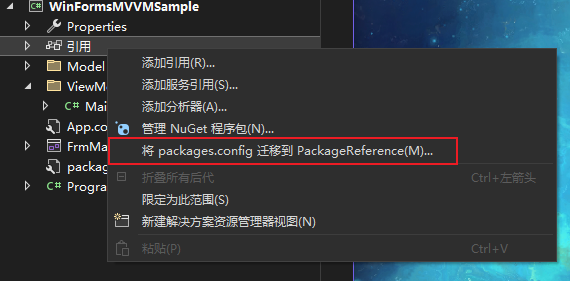 WinFormsMVVMSample
Properties
引用
Model
ViewM
Mai
App.co
FrmMa
packag
Progra
添加引用(R)...
添加服务引用(S)...
添加分析器(A)...
管理 NuGet 程序包(N)...
将 packages.config 迁移到 PackageReference(M)...
折叠所有后代 Ctrl+左箭头
限定为此范围(S)
新建解决方案资源管理器视图(N)
粘贴(P) Ctrl+V